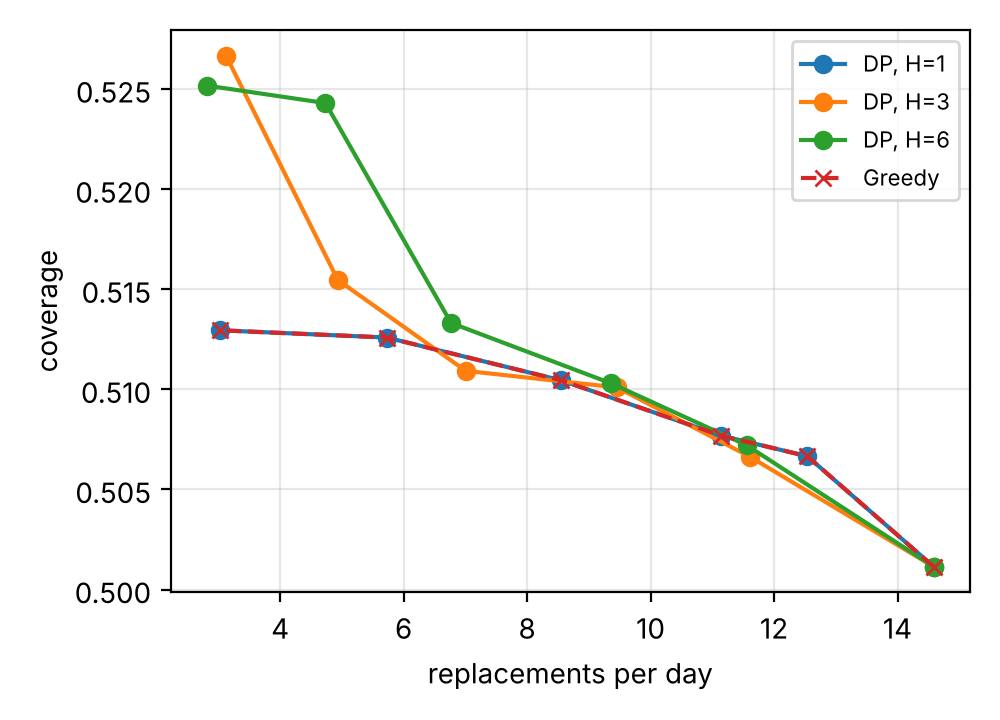 DP, H=1
DP, H=3
DP, H=6
Greedy
0.525
0.520
0.515
0.510
0.505
0.500
coverage
4 6 8 10 12 14
replacements per day